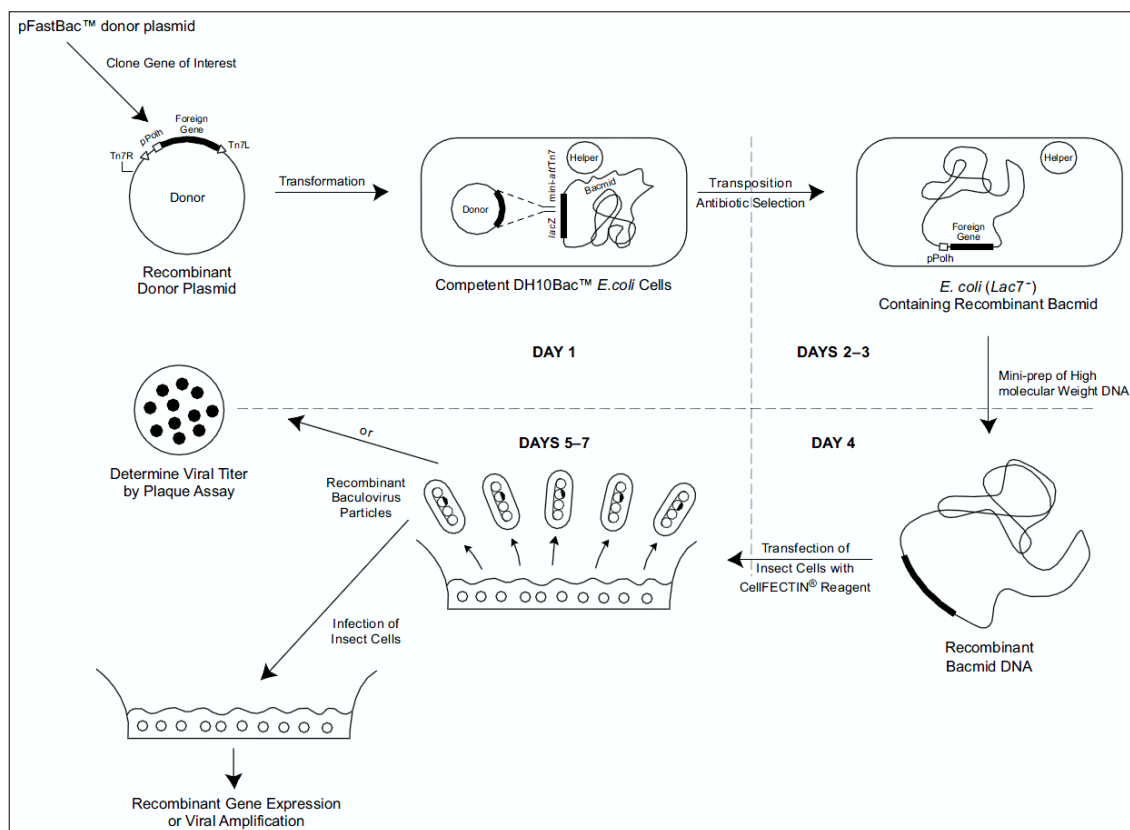 pFastBac™ donor plasmid
Clone Gene of Interest
Foreign
Gene
pPolh
Tn7L
Tn7R
Donor
Recombinant
Donor Plasmid
Transformation
Helper
Donor
lacZ
mini-attTn7
Bacmid
Competent DH10Bac™ E.coli Cells
Transposition
Antibiotic Selection
Helper
Foreign
Gene
pPolh
E. coli (Lac7⁻)
Containing Recombinant Bacmid
DAY 1
DAYS 2–3
Mini-prep of High
molecular Weight DNA
DAYS 5–7
DAY 4
or
Determine Viral Titer
by Plaque Assay
Recombinant
Baculovirus
Particles
Transfection of
Insect Cells with
CellFECTIN® Reagent
Infection of
Insect Cells
Recombinant
Bacmid DNA
Recombinant Gene Expression
or Viral Amplification